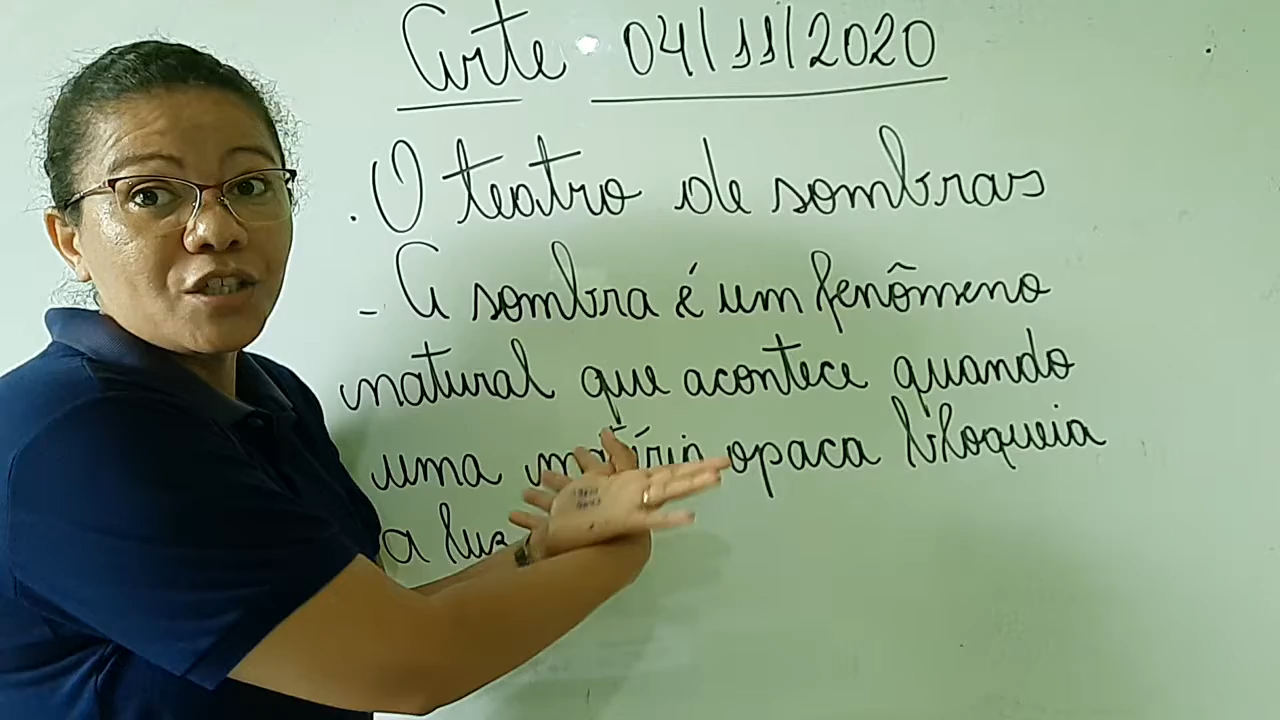 Arte 04/11/2020
. O teatro de sombras
- A sombra é um fenômeno
natural que acontece quando
uma matéria opaca bloqueia
a luz